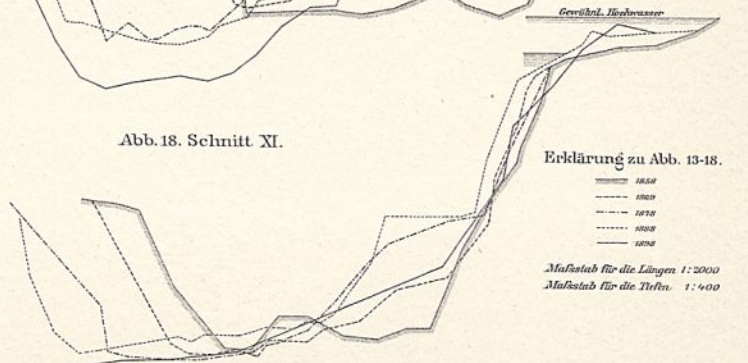 Gewöhnl. Hochwasser
Abb. 18. Schnitt XI.
Erklärung zu Abb. 13-18.
1858
1869
1878
1888
1898
Maſsstab für die Längen 1:2000
Maſsstab für die Tiefen 1:400